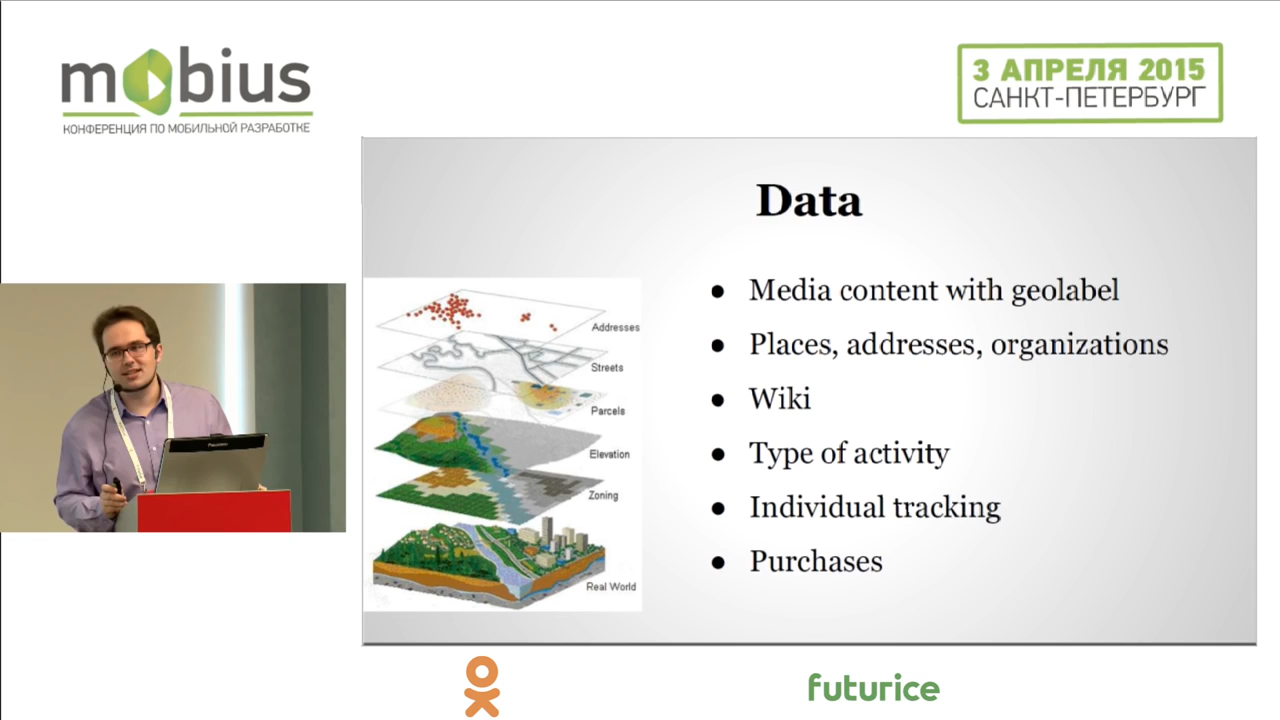 mobius
КОНФЕРЕНЦИЯ ПО МОБИЛЬНОЙ РАЗРАБОТКЕ
3 АПРЕЛЯ 2015
САНКТ-ПЕТЕРБУРГ
Data
Addresses
Streets
Parcels
Elevation
Zoning
Real World
● Media content with geolabel
● Places, addresses, organizations
● Wiki
● Type of activity
● Individual tracking
● Purchases
futurice